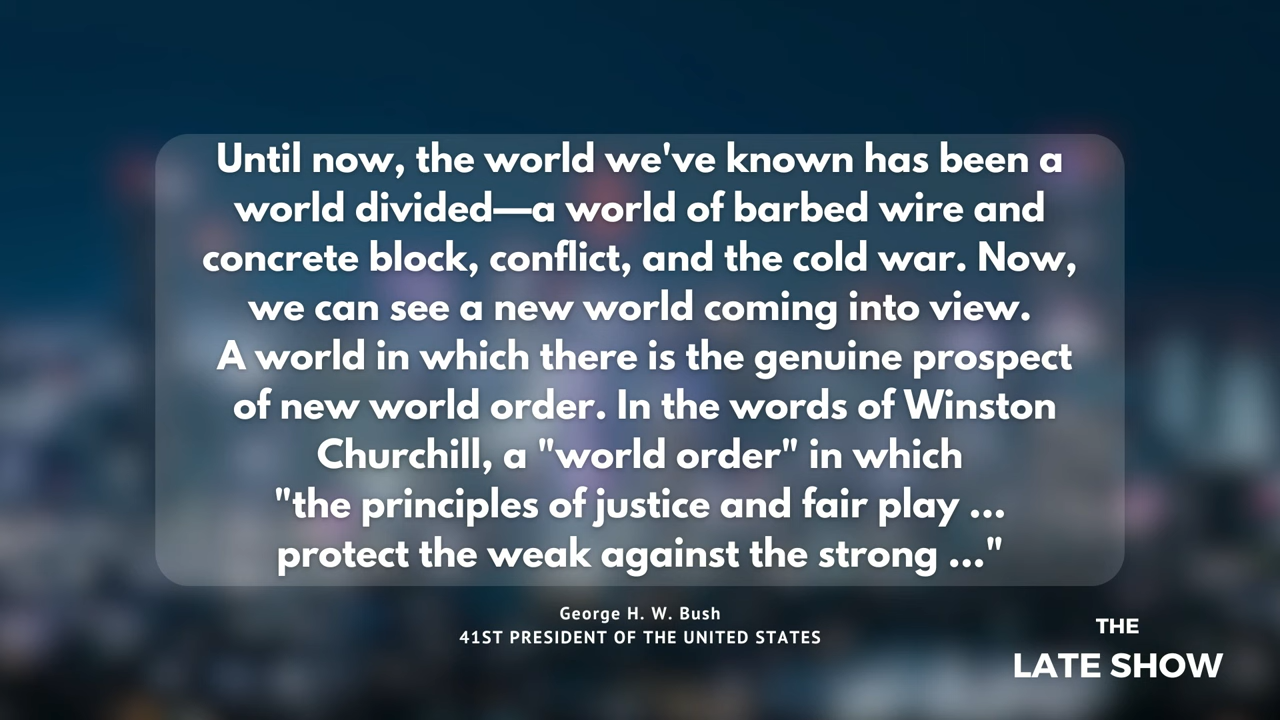 Until now, the world we've known has been a
world divided—a world of barbed wire and
concrete block, conflict, and the cold war. Now,
we can see a new world coming into view.
A world in which there is the genuine prospect
of new world order. In the words of Winston
Churchill, a "world order" in which
"the principles of justice and fair play ...
protect the weak against the strong ..."
George H. W. Bush
41ST PRESIDENT OF THE UNITED STATES
THE
LATE SHOW